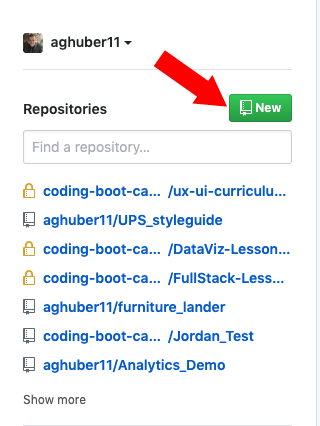 aghuber11
Repositories
New
Find a repository...
coding-boot-ca... /ux-ui-curriculu...
aghuber11/UPS_styleguide
coding-boot-ca... /DataViz-Lesson...
coding-boot-ca... /FullStack-Less...
aghuber11/furniture_lander
coding-boot-ca... /Jordan_Test
aghuber11/Analytics_Demo
Show more